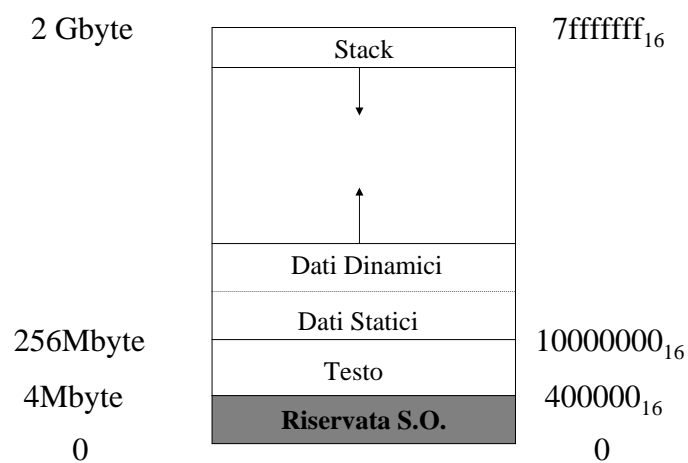 2 Gbyte
Stack
7fffffff16
Dati Dinamici
Dati Statici
256Mbyte
1000000016
Testo
4Mbyte
40000016
Riservata S.O.
0
0